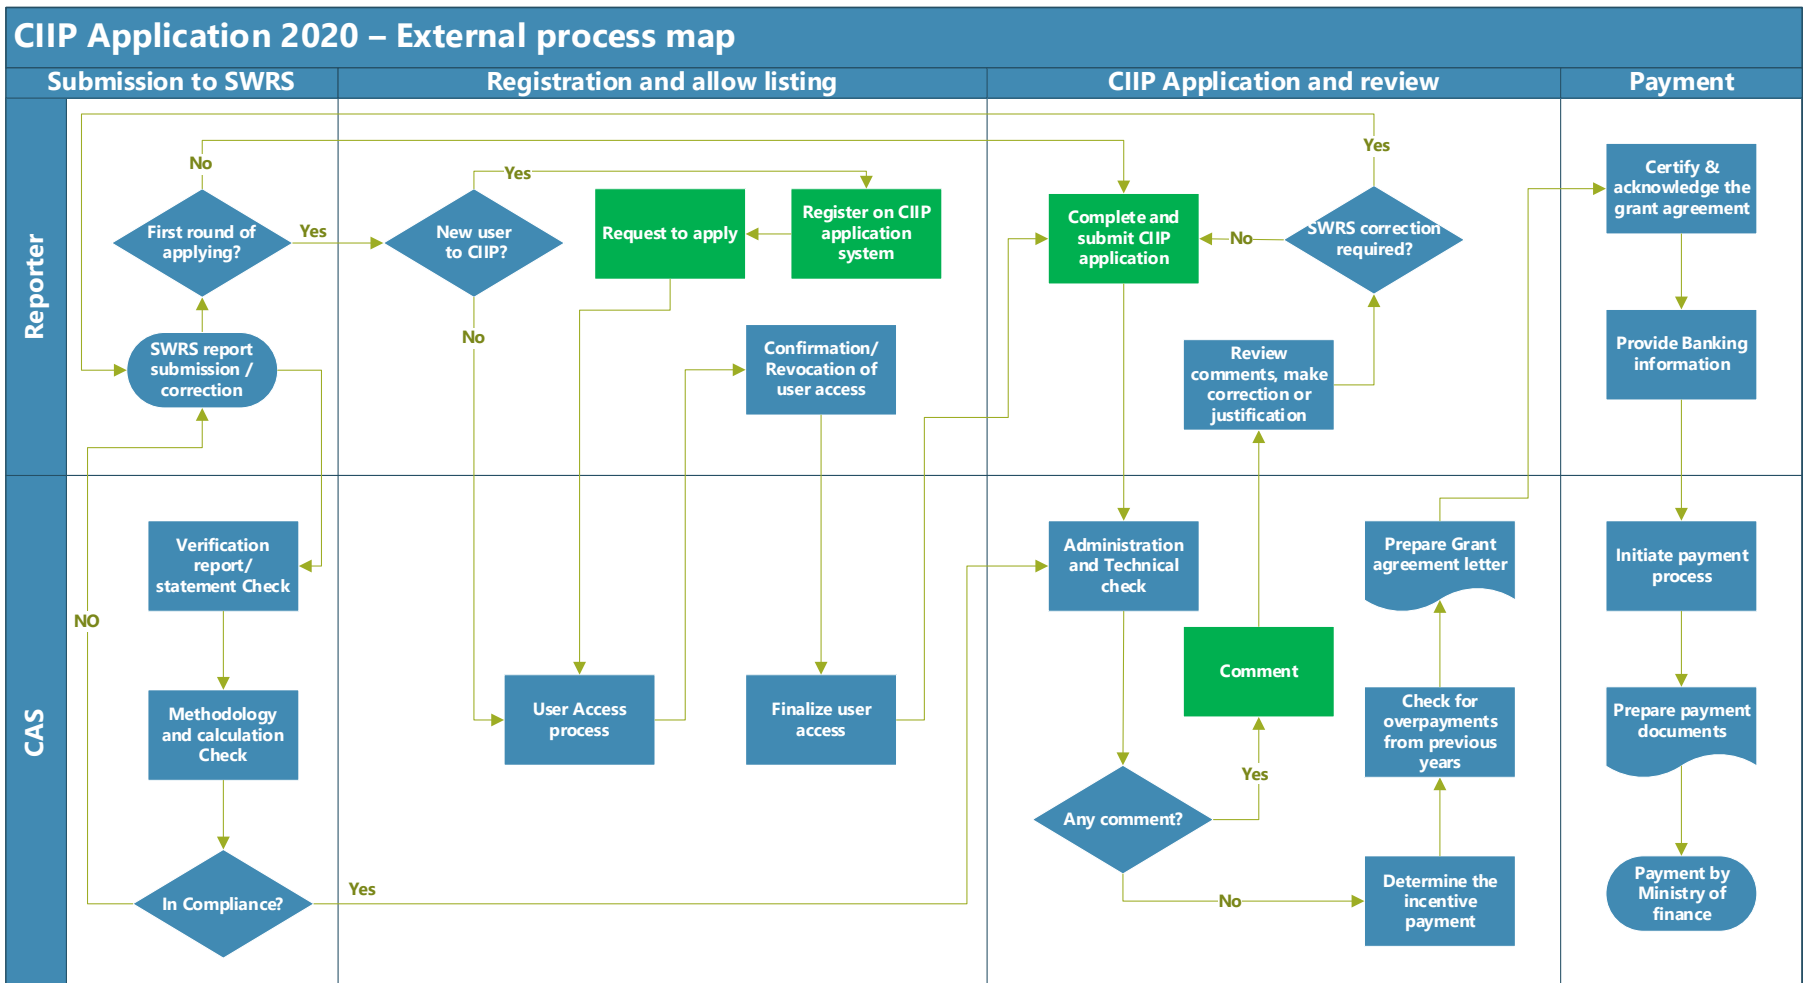 CIIP Application 2020 – External process map
Submission to SWRS
Registration and allow listing
CIIP Application and review
Payment
Reporter
No
First round of
applying?
Yes
SWRS report
submission /
correction
New user
to CIIP?
Yes
No
Request to apply
Register on CIIP
application
system
Confirmation/
Revocation of
user access
Complete and
submit CIIP
application
No
Yes
SWRS correction
required?
Review
comments, make
correction or
justification
Certify &
acknowledge the
grant agreement
Provide Banking
information
CAS
NO
Verification
report/
statement Check
Methodology
and calculation
Check
In Compliance?
Yes
User Access
process
Finalize user
access
Administration
and Technical
check
Comment
Yes
Any comment?
No
Prepare Grant
agreement letter
Check for
overpayments
from previous
years
Determine the
incentive
payment
Initiate payment
process
Prepare payment
documents
Payment by
Ministry of
finance